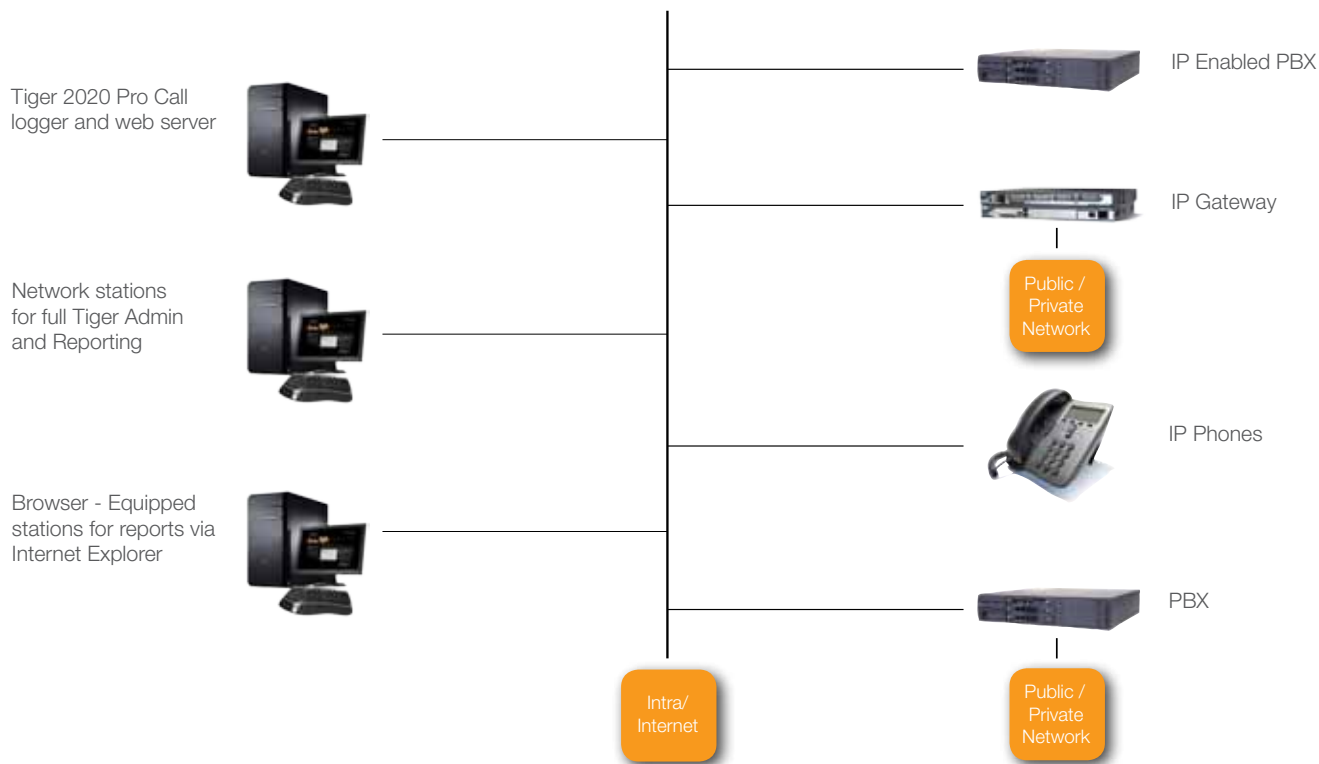 Tiger 2020 Pro Call
logger and web server
Network stations
for full Tiger Admin
and Reporting
Browser - Equipped
stations for reports via
Internet Explorer
Intra/
Internet
IP Enabled PBX
IP Gateway
Public /
Private
Network
IP Phones
PBX
Public /
Private
Network